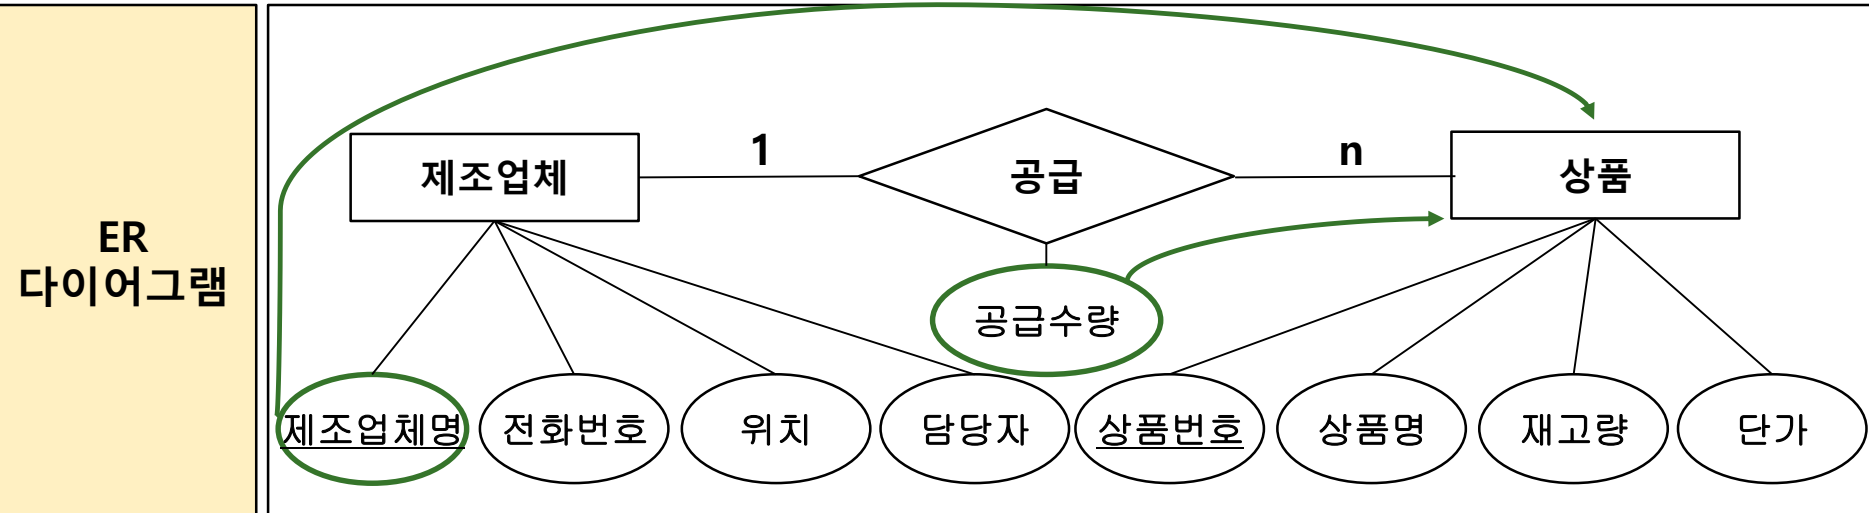 ER
다이어그램
제조업체
1
공급
n
상품
공급수량
제조업체명
전화번호
위치
담당자
상품번호
상품명
재고량
단가